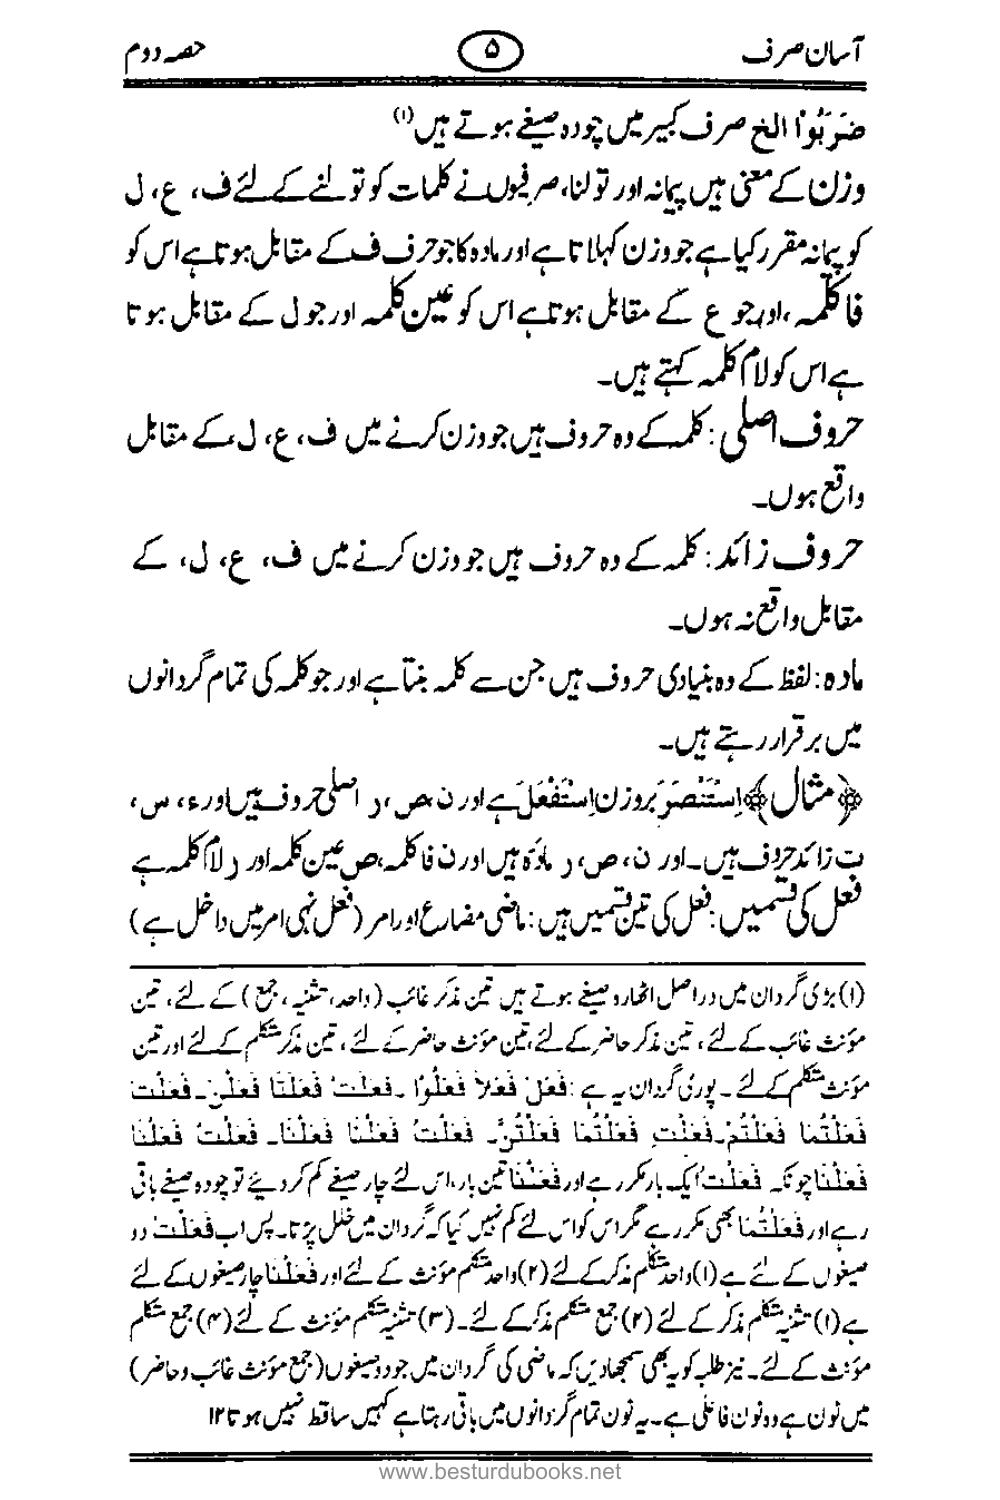 آسان صرف ۵ حصہ دوم
ضَرَبُوْا الخ صرف کبیر میں چودہ صیغے ہوتے ہیں(۱)
وزن کے معنی ہیں پیمانہ اور تولنا، صرفیوں نے کلمات کو تولنے کے لئے ف، ع، ل
کو پیمانہ مقرر کیا ہے جو وزن کہلاتا ہے اور مادہ کا جو حرف ف کے مقابل ہوتا ہے اس کو
فا کلمہ، اور جو ع کے مقابل ہوتا ہے اس کو عین کلمہ اور جو ل کے مقابل ہوتا
ہے اس کو لام کلمہ کہتے ہیں۔
حروف اصلی: کلمے کے وہ حروف ہیں جو وزن کرنے میں ف، ع، ل، کے مقابل
واقع ہوں۔
حروف زائد: کلمہ کے وہ حروف ہیں جو وزن کرنے میں ف، ع، ل، کے
مقابل واقع نہ ہوں۔
مادہ: لفظ کے وہ بنیادی حروف ہیں جن سے کلمہ بنتا ہے اور جو کلمہ کی تمام گردانوں
میں برقرار رہتے ہیں۔
﴿مثال﴾ اِسْتَنْصَرَ بروزن اِسْتَفْعَلَ ہے اور ن، ص، ر اصلی حروف ہیں اور ء، س،
ت زائد حروف ہیں۔ اور ن، ص، ر مادّہ ہیں اور ن فا کلمہ، ص عین کلمہ اور ر لام کلمہ ہے
فعل کی قسمیں: فعل کی تین قسمیں ہیں: ماضی مضارع اور امر (فعل نہی امر میں داخل ہے)
(۱) بڑی گردان میں دراصل اٹھارہ صیغے ہوتے ہیں تین مذکر غائب (واحد، تثنیہ، جمع) کے لئے، تین
مؤنث غائب کے لئے، تین مذکر حاضر کے لئے، تین مؤنث حاضر کے لئے، تین مذکر متکلم کے لئے اور تین
مؤنث متکلم کے لئے۔ پوری گردان یہ ہے: فَعَلَ فَعَلَا فَعَلُوْا۔ فَعَلَتْ فَعَلَتَا فَعَلْنَ۔ فَعَلْتَ
فَعَلْتُمَا فَعَلْتُمْ۔ فَعَلْتِ فَعَلْتُمَا فَعَلْتُنَّ۔ فَعَلْتُ فَعَلْنَا فَعَلْنَا۔ فَعَلْتُ فَعَلْنَا
فَعَلْنَا چونکہ فَعَلْتُ ایک بار مکرر ہے اور فَعَلْنَا تین بار، اس لئے چار صیغے کم کردیئے تو چودہ صیغے باقی
رہے اور فَعَلْتُمَا بھی مکرر ہے مگر اس کو اس لئے کم نہیں کیا کہ گردان میں خلل پڑتا۔ پس اب فَعَلْتُ دو
صیغوں کے لئے ہے (۱) واحد متکلم مذکر کے لئے (۲) واحد متکلم مؤنث کے لئے اور فَعَلْنَا چار صیغوں کے لئے
ہے (۱) تثنیہ متکلم مذکر کے لئے (۲) جمع متکلم مذکر کے لئے۔ (۳) تثنیہ متکلم مؤنث کے لئے (۴) جمع متکلم
مؤنث کے لئے۔ نیز طلبہ کو یہ بھی سمجھادیں کہ ماضی کی گردان میں جو دو صیغوں (جمع مؤنث غائب وحاضر)
میں نون ہے وہ نون فاعلی ہے۔ یہ نون تمام گردانوں میں باقی رہتا ہے کہیں ساقط نہیں ہوتا ۱۲
www.besturdubooks.net